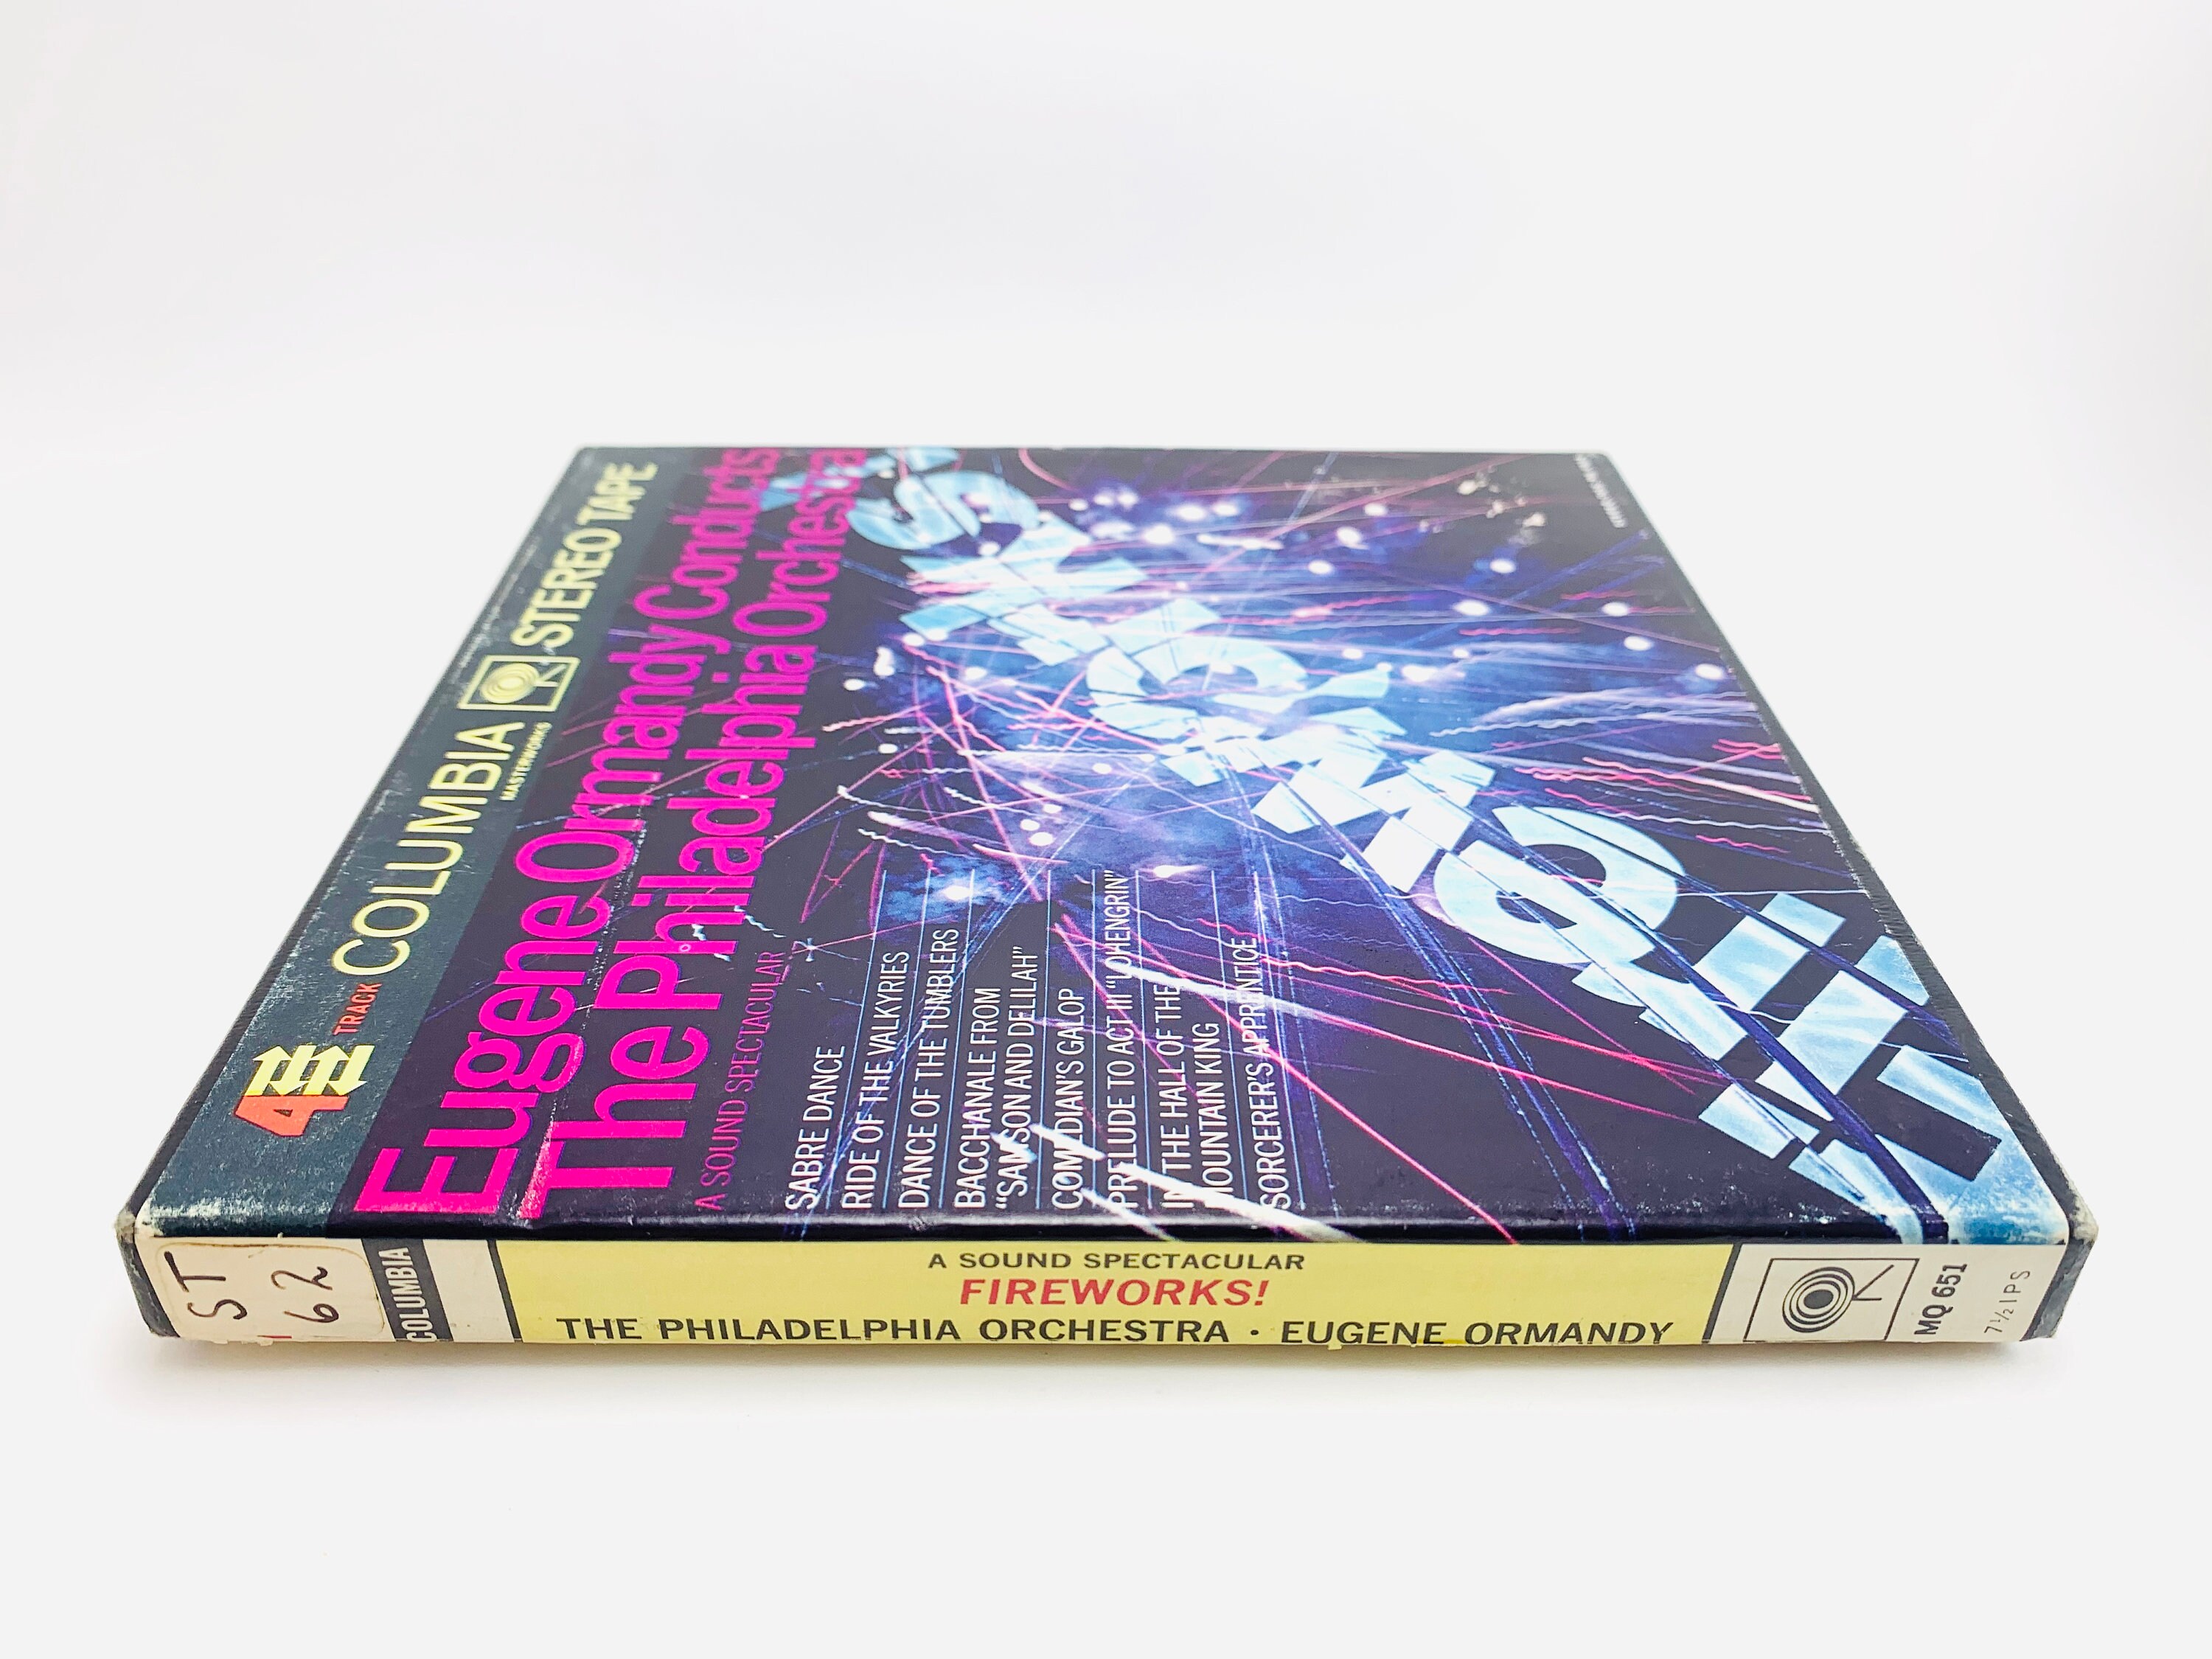 4 TRACK COLUMBIA STEREO TAPE
MASTERWORKS
Eugene Ormandy Conducts
The Philadelphia Orchestra
A SOUND SPECTACULAR
SABRE DANCE
RIDE OF THE VALKYRIES
DANCE OF THE TUMBLERS
BACCHANALE FROM
"SAMSON AND DELILAH"
COMEDIAN'S GALOP
PRELUDE TO ACT III "LOHENGRIN"
IN THE HALL OF THE
MOUNTAIN KING
SORCERER'S APPRENTICE
FIREWORKS!
ST
62
COLUMBIA
A SOUND SPECTACULAR
FIREWORKS!
THE PHILADELPHIA ORCHESTRA • EUGENE ORMANDY
MQ 651
7½ IPS